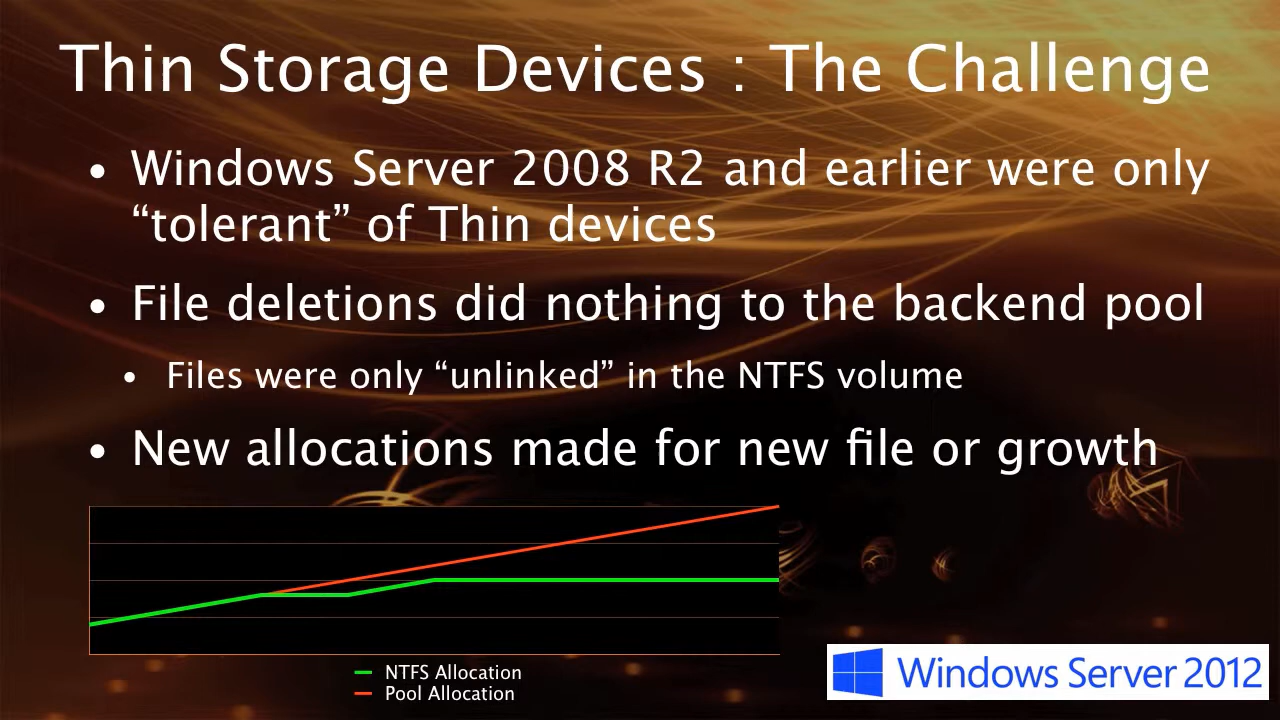 Thin Storage Devices : The Challenge
• Windows Server 2008 R2 and earlier were only
“tolerant” of Thin devices
• File deletions did nothing to the backend pool
• Files were only “unlinked” in the NTFS volume
• New allocations made for new file or growth
NTFS Allocation
Pool Allocation
Windows Server 2012